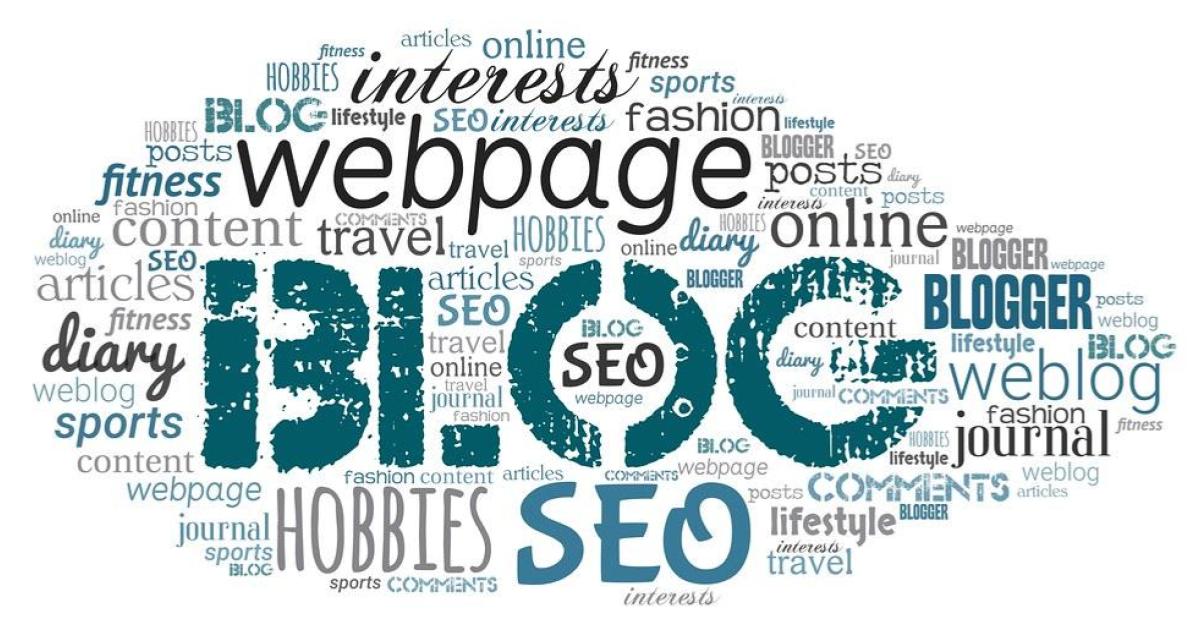 articles online
fitness
HOBBIES interests fitness
sports
interests
BLOG lifestyle SEO interests fashion lifestyle
HOBBIES
posts webpage BLOGGER SEO
fitness posts diary
content posts
fashion interests
online content COMMENTS travel travel HOBBIES online diary HOBBIES online webpage
diary
weblog SEO sports journal BLOGGER webpage
articles articles BLOGGER
BLOG
SEO BLOGGER posts
fitness BLOG content weblog
diary travel SEO diary lifestyle BLOG
online
weblog travel webpage journal COMMENTS weblog
journal
sports fashion fashion
journal fitness
BLOG HOBBIES
content webpage lifestyle
fashion content articles COMMENTS weblog
webpage posts COMMENTS articles
HOBBIES SEO lifestyle BLOGGER
journal
sports interests
BLOG travel
sports COMMENTS
interests